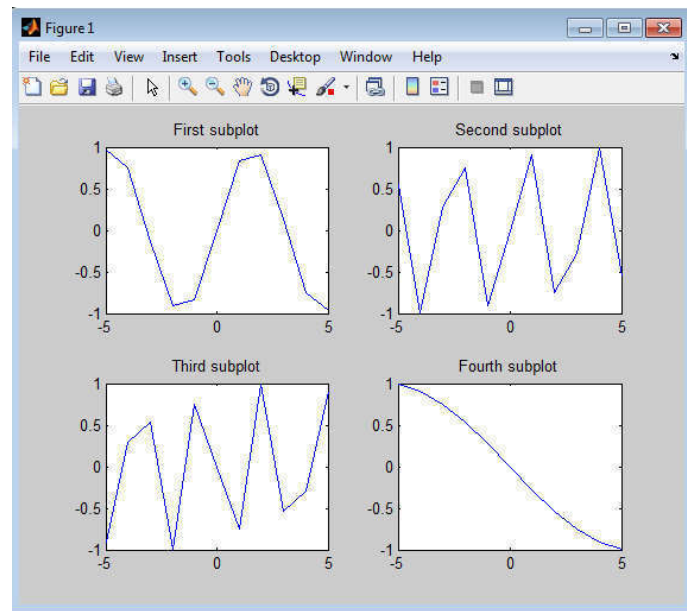 Figure 1
File Edit View Insert Tools Desktop Window Help
First subplot
1
0.5
0
-0.5
-1
-5 0 5
Second subplot
1
0.5
0
-0.5
-1
-5 0 5
Third subplot
1
0.5
0
-0.5
-1
-5 0 5
Fourth subplot
1
0.5
0
-0.5
-1
-5 0 5